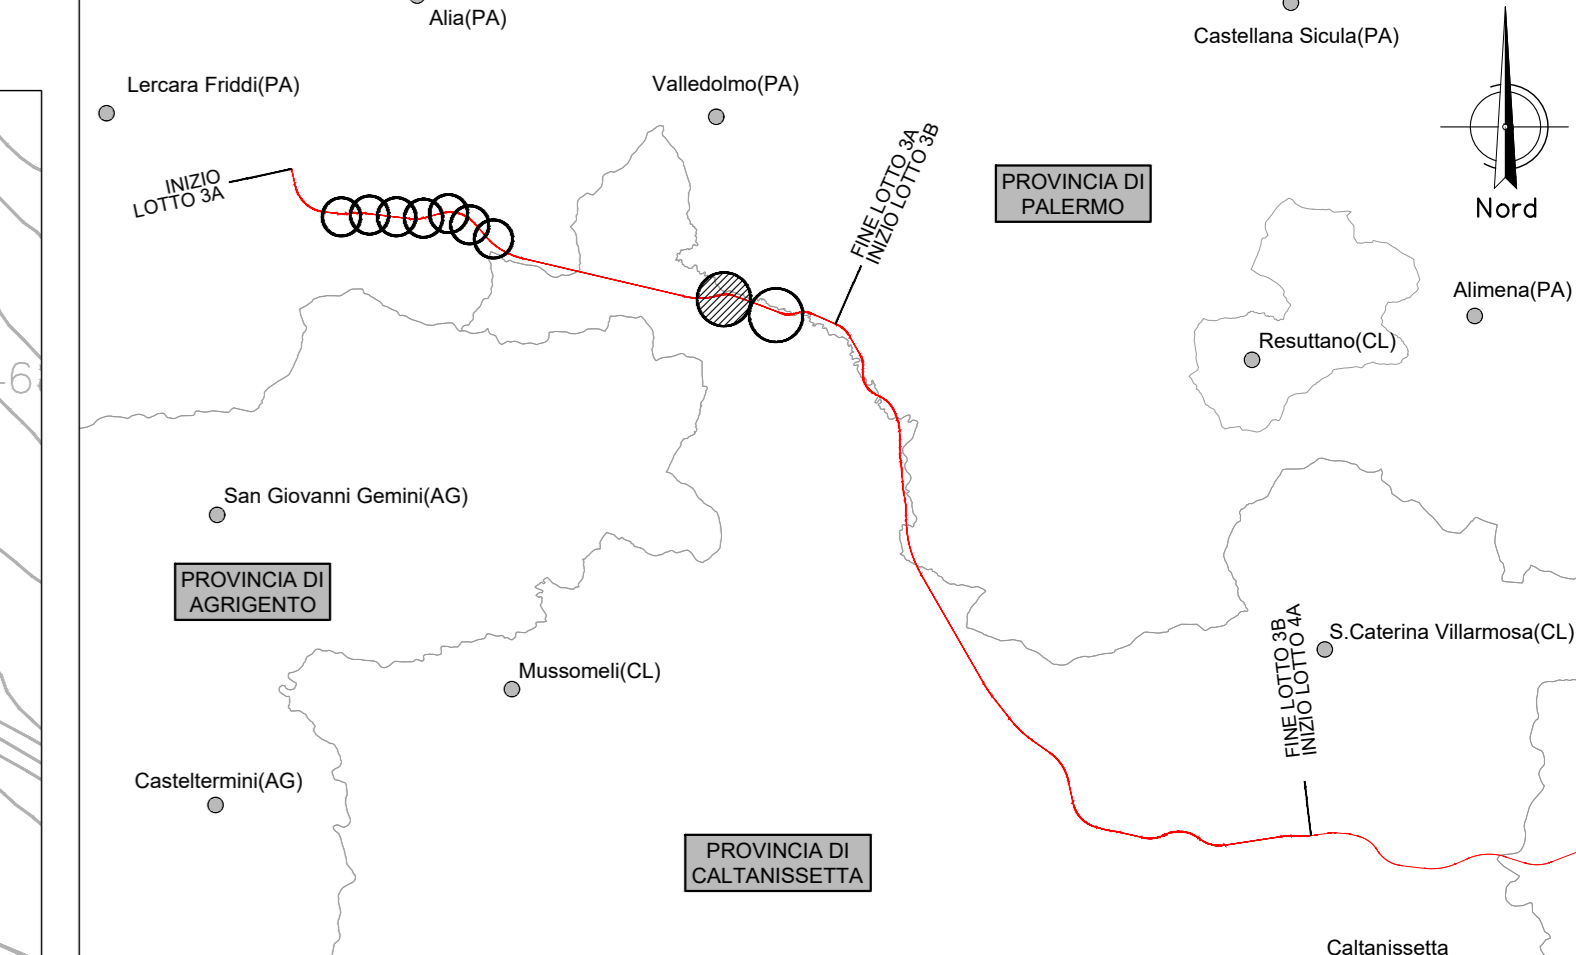 Alia(PA)
Castellana Sicula(PA)
Lercara Friddi(PA)
Valledolmo(PA)
INIZIO
LOTTO 3A
FINE LOTTO 3A
INIZIO LOTTO 3B
PROVINCIA DI
PALERMO
Nord
Alimena(PA)
Resuttano(CL)
San Giovanni Gemini(AG)
PROVINCIA DI
AGRIGENTO
FINE LOTTO 3B
INIZIO LOTTO 4A
S.Caterina Villarmosa(CL)
Mussomeli(CL)
Casteltermini(AG)
PROVINCIA DI
CALTANISSETTA
Caltanissetta